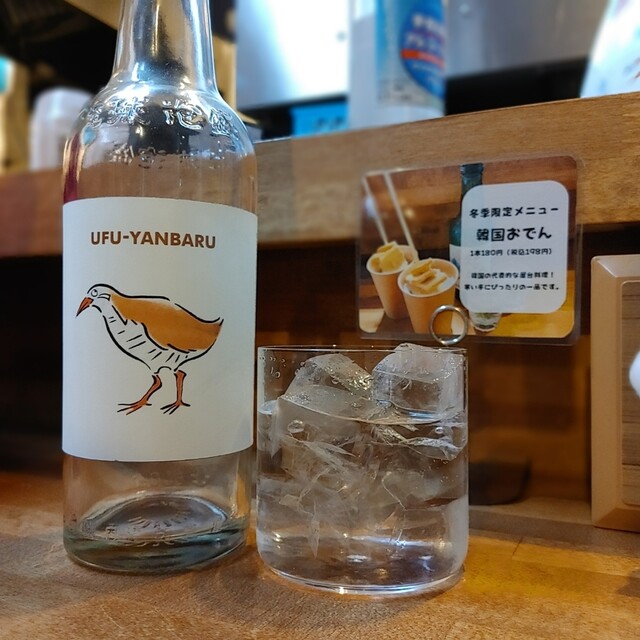 UFU-YANBARU
冬季限定メニュー
韓国おでん
1本180円（税込198円）
韓国の代表的な屋台料理！
寒い冬にぴったりの一品です。